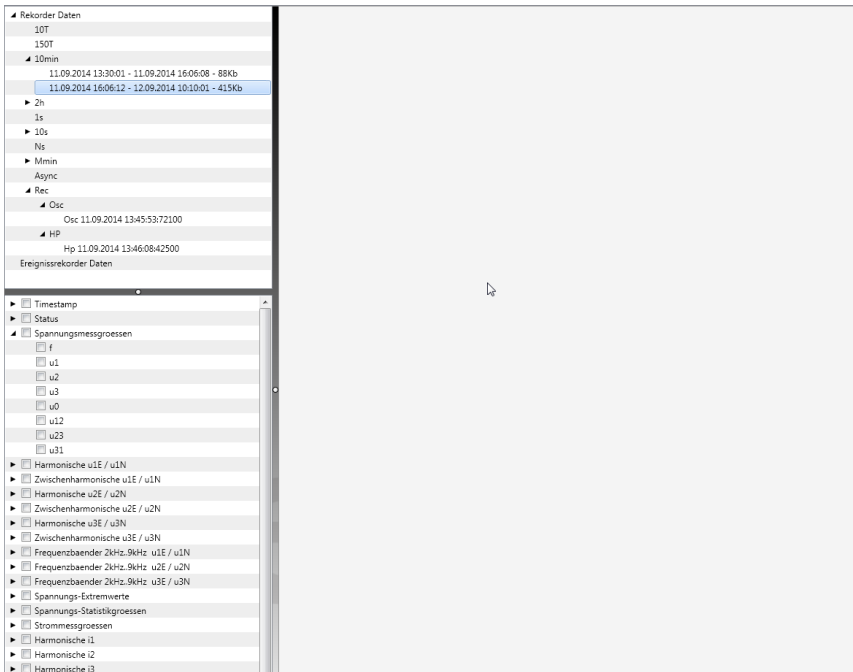 Rekorder Daten
10T
150T
10min
11.09.2014 13:30:01 - 11.09.2014 16:06:08 - 88Kb
11.09.2014 16:06:12 - 12.09.2014 10:10:01 - 415Kb
2h
1s
10s
Ns
Mmin
Async
Rec
Osc
Osc 11.09.2014 13:45:53:72100
HP
Hp 11.09.2014 13:46:08:42500
Ereignissrekorder Daten
Timestamp
Status
Spannungsmessgroessen
f
u1
u2
u3
u0
u12
u23
u31
Harmonische u1E / u1N
Zwischenharmonische u1E / u1N
Harmonische u2E / u2N
Zwischenharmonische u2E / u2N
Harmonische u3E / u3N
Zwischenharmonische u3E / u3N
Frequenzbaender 2kHz..9kHz u1E / u1N
Frequenzbaender 2kHz..9kHz u2E / u2N
Frequenzbaender 2kHz..9kHz u3E / u3N
Spannungs-Extremwerte
Spannungs-Statistikgroessen
Strommessgroessen
Harmonische i1
Harmonische i2
Harmonische i3